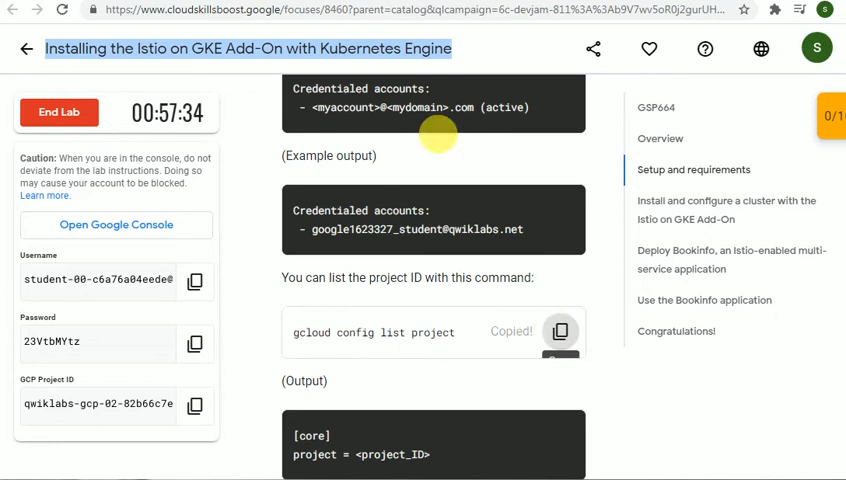 https://www.cloudskillsboost.google/focuses/8460?parent=catalog&qlcampaign=6c-devjam-811%3A%3Ab9V7wv5oR0j2gurUH...
S
Installing the Istio on GKE Add-On with Kubernetes Engine
S
End Lab
00:57:34
Caution: When you are in the console, do not
deviate from the lab instructions. Doing so
may cause your account to be blocked.
Learn more.
Open Google Console
Username
student-00-c6a76a04eede@
Password
23VtbMYtz
GCP Project ID
qwiklabs-gcp-02-82b66c7e
Credentialed accounts:
- <myaccount>@<mydomain>.com (active)
(Example output)
Credentialed accounts:
- google1623327_student@qwiklabs.net
You can list the project ID with this command:
gcloud config list project
Copied!
(Output)
[core]
project = <project_ID>
GSP664
Overview
Setup and requirements
Install and configure a cluster with the
Istio on GKE Add-On
Deploy Bookinfo, an Istio-enabled multi-
service application
Use the Bookinfo application
Congratulations!